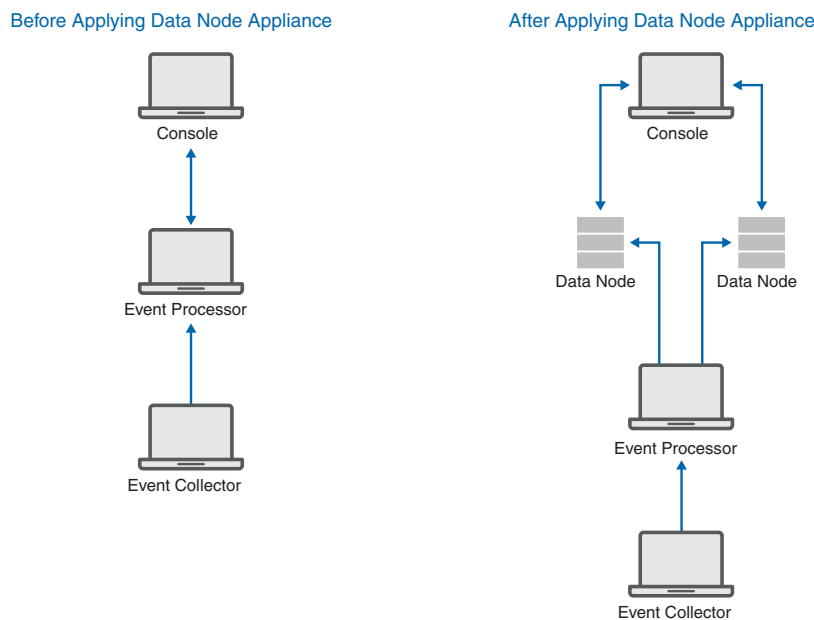 Before Applying Data Node Appliance
Console
Event Processor
Event Collector
After Applying Data Node Appliance
Console
Data Node
Data Node
Event Processor
Event Collector